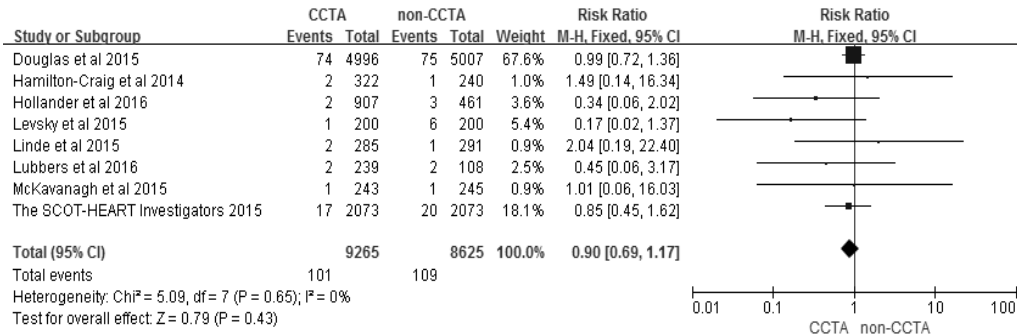 CCTA non-CCTA Risk Ratio Risk Ratio
Study or Subgroup Events Total Events Total Weight M-H, Fixed, 95% CI M-H, Fixed, 95% CI
Douglas et al 2015 74 4996 75 5007 67.6% 0.99 [0.72, 1.36]
Hamilton-Craig et al 2014 2 322 1 240 1.0% 1.49 [0.14, 16.34]
Hollander et al 2016 2 907 3 461 3.6% 0.34 [0.06, 2.02]
Levsky et al 2015 1 200 6 200 5.4% 0.17 [0.02, 1.37]
Linde et al 2015 2 285 1 291 0.9% 2.04 [0.19, 22.40]
Lubbers et al 2016 2 239 2 108 2.5% 0.45 [0.06, 3.17]
McKavanagh et al 2015 1 243 1 245 0.9% 1.01 [0.06, 16.03]
The SCOT-HEART Investigators 2015 17 2073 20 2073 18.1% 0.85 [0.45, 1.62]
Total (95% CI) 9265 8625 100.0% 0.90 [0.69, 1.17]
Total events 101 109
Heterogeneity: Chi² = 5.09, df = 7 (P = 0.65); I² = 0%
Test for overall effect: Z = 0.79 (P = 0.43)
0.01 0.1 1 10 100
CCTA non-CCTA